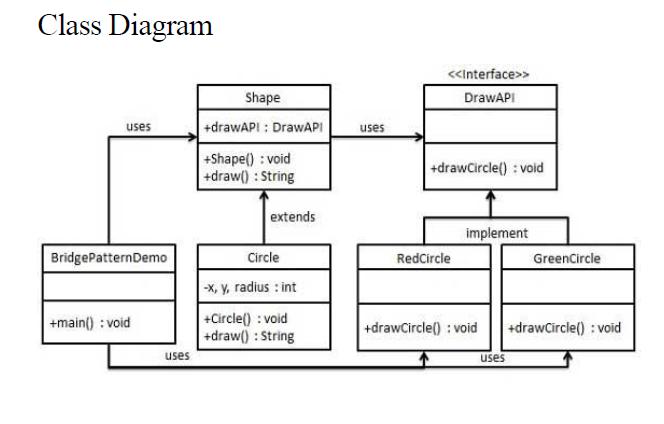 Class Diagram
<<Interface>>
Shape
DrawAPI
uses
+drawAPI : DrawAPI
uses
+Shape() : void
+draw() : String
+drawCircle() : void
extends
implement
BridgePatternDemo
Circle
RedCircle
GreenCircle
-x, y, radius : int
+main() : void
+Circle() : void
+draw() : String
+drawCircle() : void
+drawCircle() : void
uses
uses